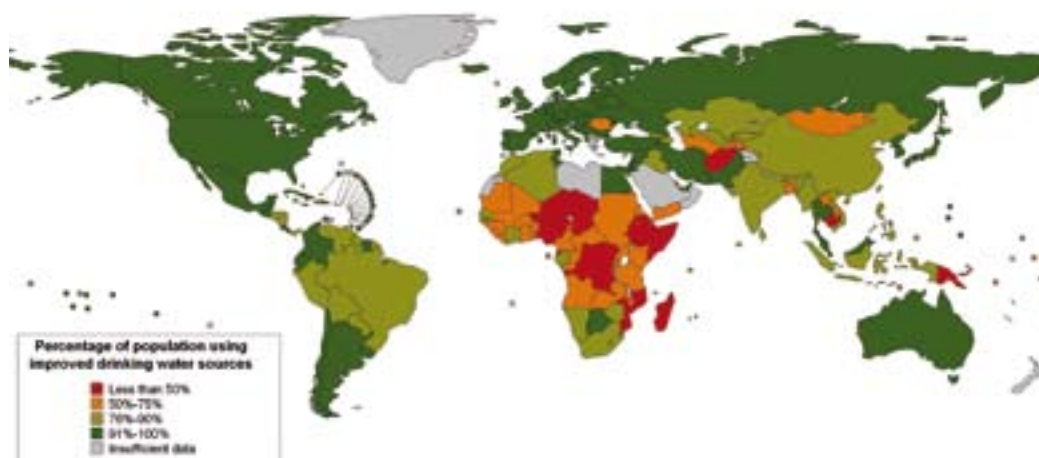 Percentage of population using
improved drinking water sources
Less than 50%
50%-75%
76%-90%
91%-100%
Insufficient data